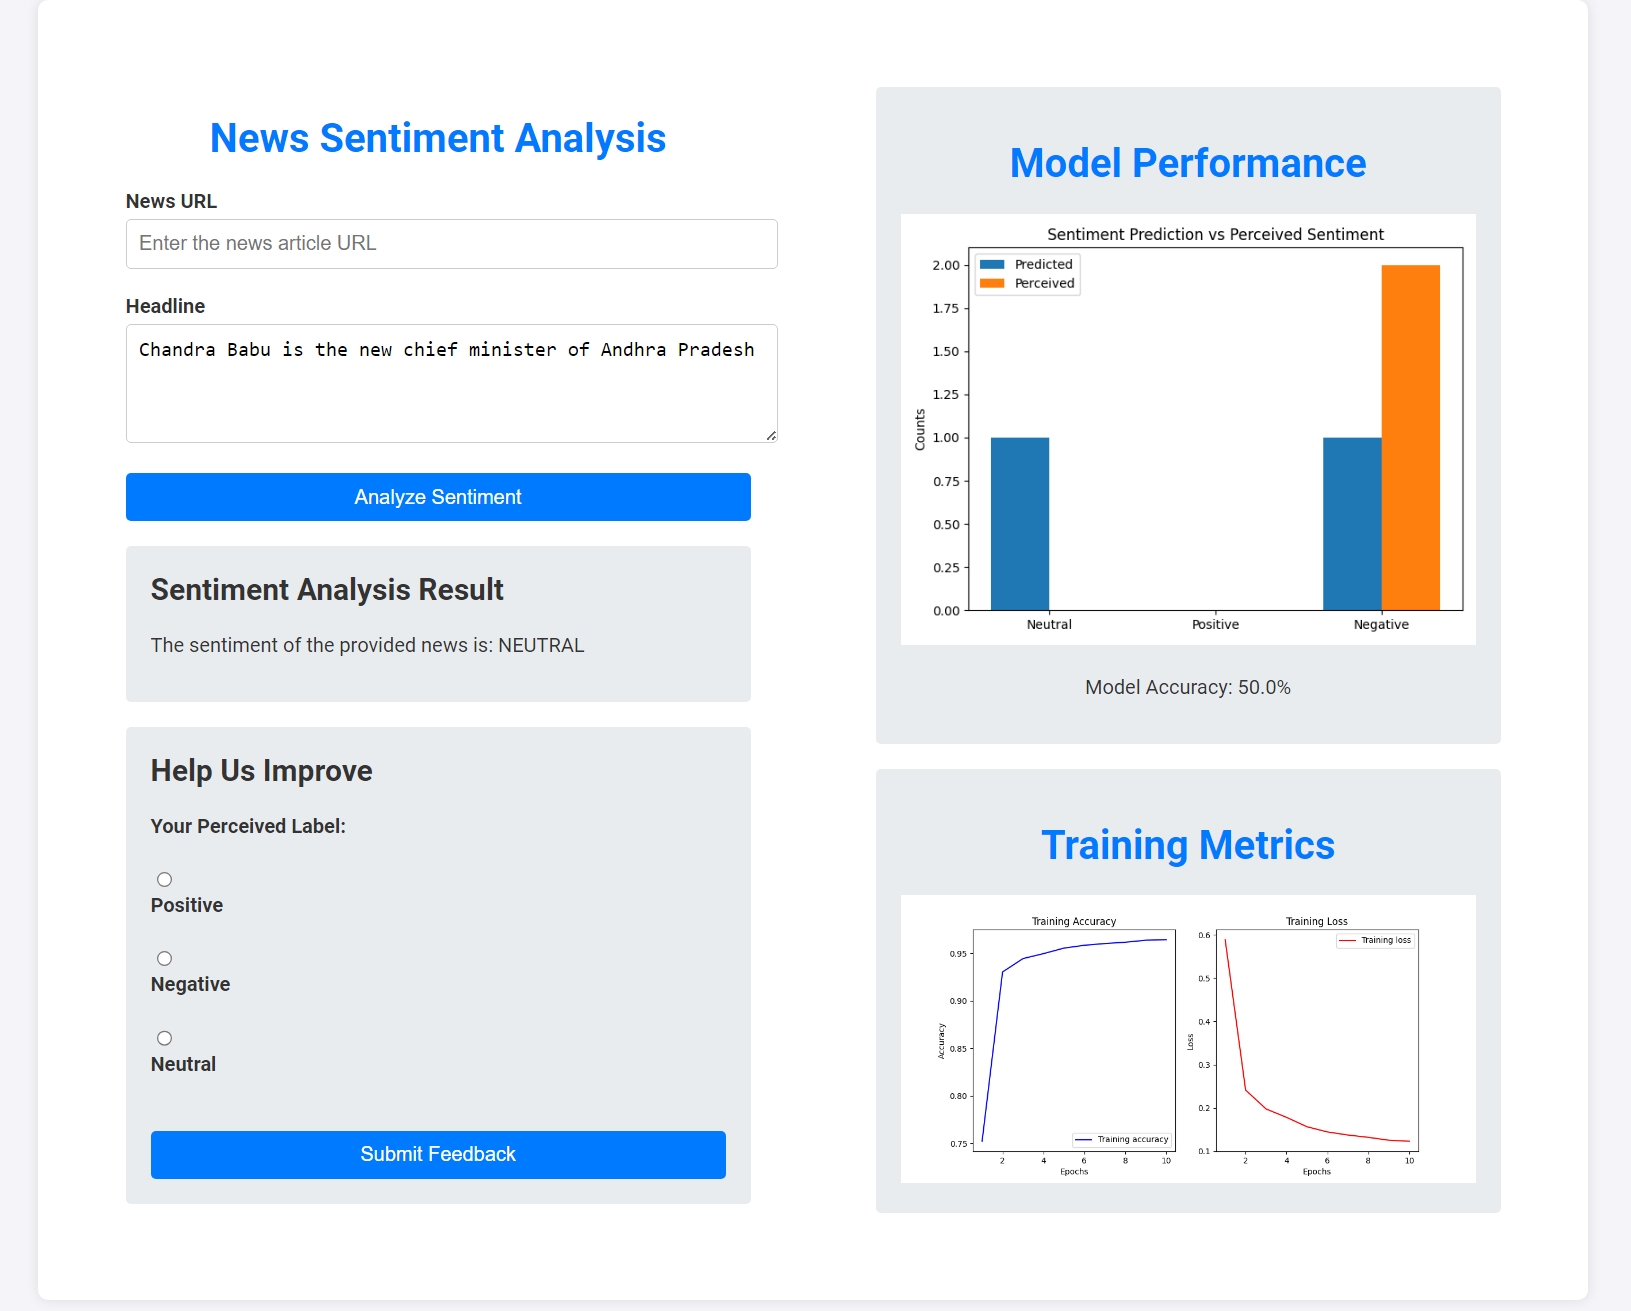 News Sentiment Analysis
News URL
Enter the news article URL
Headline
Chandra Babu is the new chief minister of Andhra Pradesh
Analyze Sentiment
Sentiment Analysis Result
The sentiment of the provided news is: NEUTRAL
Help Us Improve
Your Perceived Label:
Positive
Negative
Neutral
Submit Feedback
Model Performance
Sentiment Prediction vs Perceived Sentiment
Predicted
Perceived
Counts
2.00
1.75
1.50
1.25
1.00
0.75
0.50
0.25
0.00
Neutral Positive Negative
Model Accuracy: 50.0%
Training Metrics
Training Accuracy
Accuracy
0.95
0.90
0.85
0.80
0.75
Training accuracy
2 4 6 8 10
Epochs
Training Loss
Training loss
Loss
0.6
0.5
0.4
0.3
0.2
0.1
2 4 6 8 10
Epochs